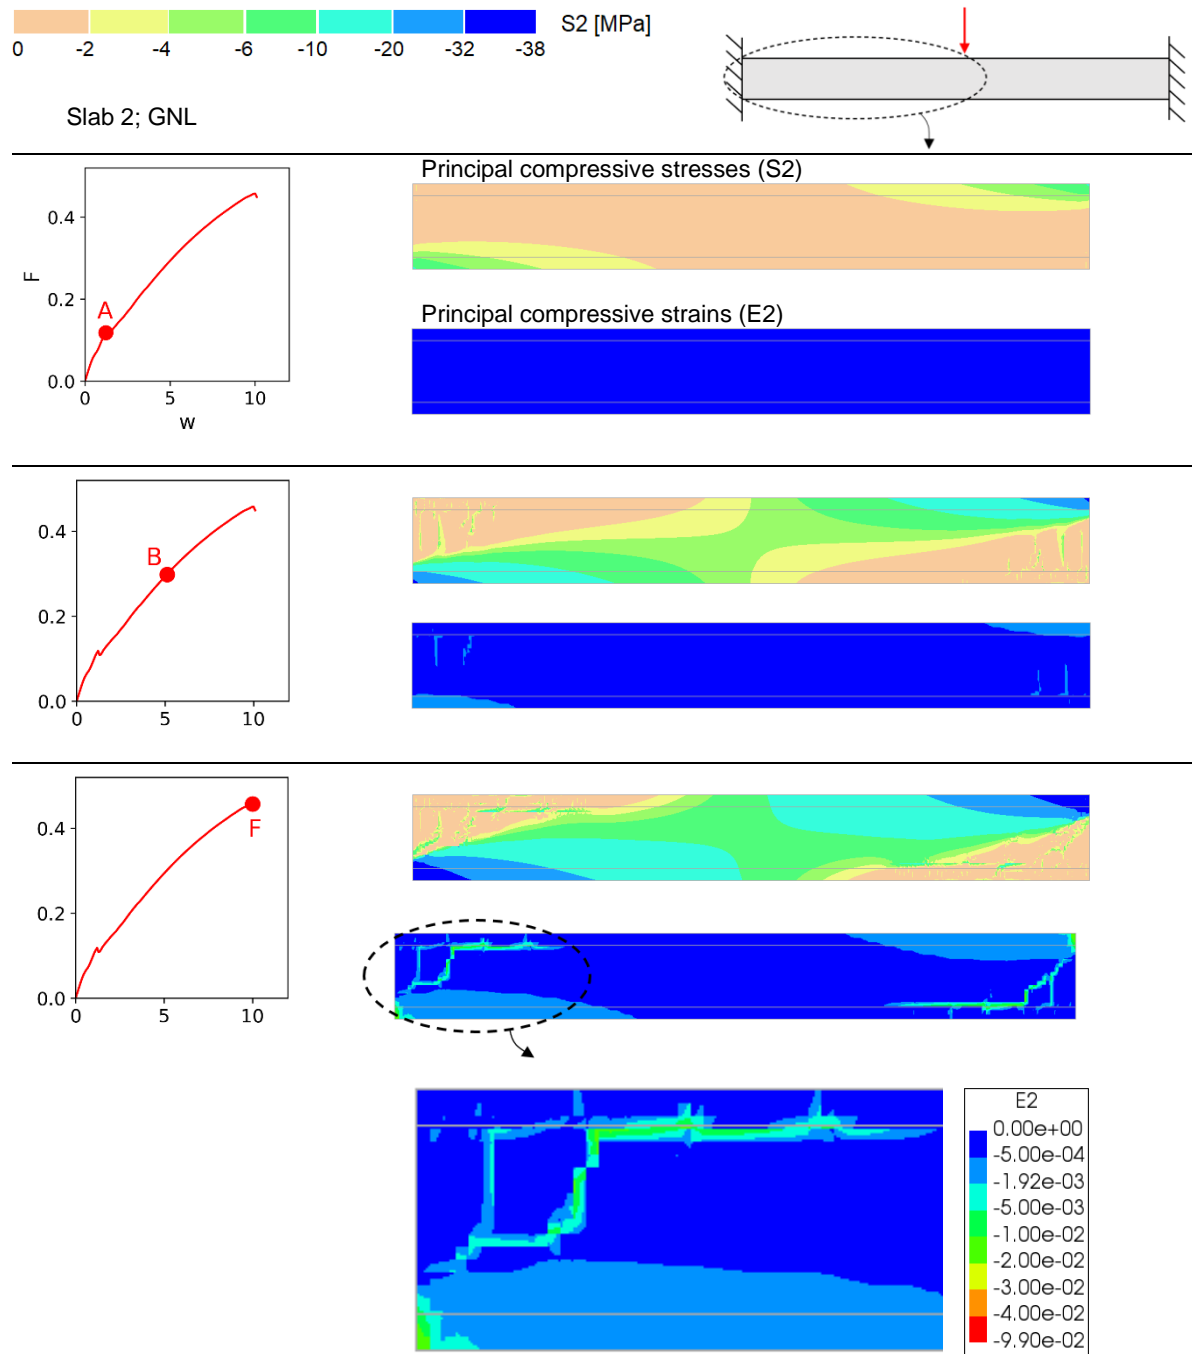 S2 [MPa]
0 -2 -4 -6 -10 -20 -32 -38
Slab 2; GNL
Principal compressive stresses (S2)
0.4
F
0.2
A
0.0
0 5 10
w
Principal compressive strains (E2)
0.4
B
0.2
0.0
0 5 10
0.4
F
0.2
0.0
0 5 10
E2
0.00e+00
-5.00e-04
-1.92e-03
-5.00e-03
-1.00e-02
-2.00e-02
-3.00e-02
-4.00e-02
-9.90e-02